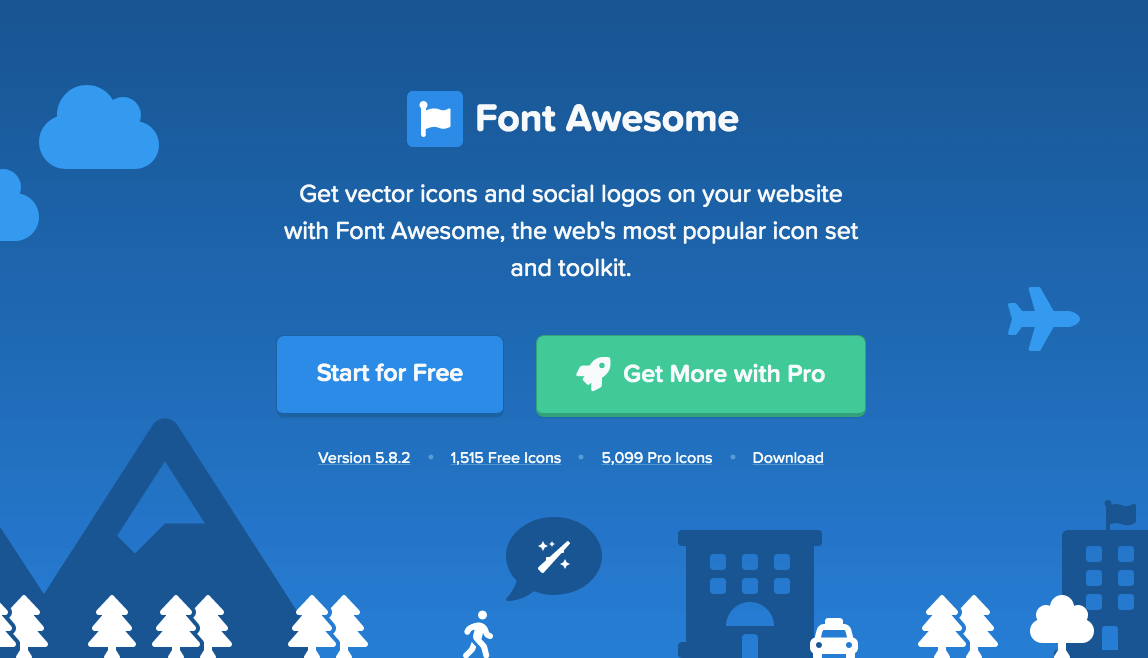 Font Awesome
Get vector icons and social logos on your website
with Font Awesome, the web's most popular icon set
and toolkit.
Start for Free
Get More with Pro
Version 5.8.2 • 1,515 Free Icons • 5,099 Pro Icons • Download